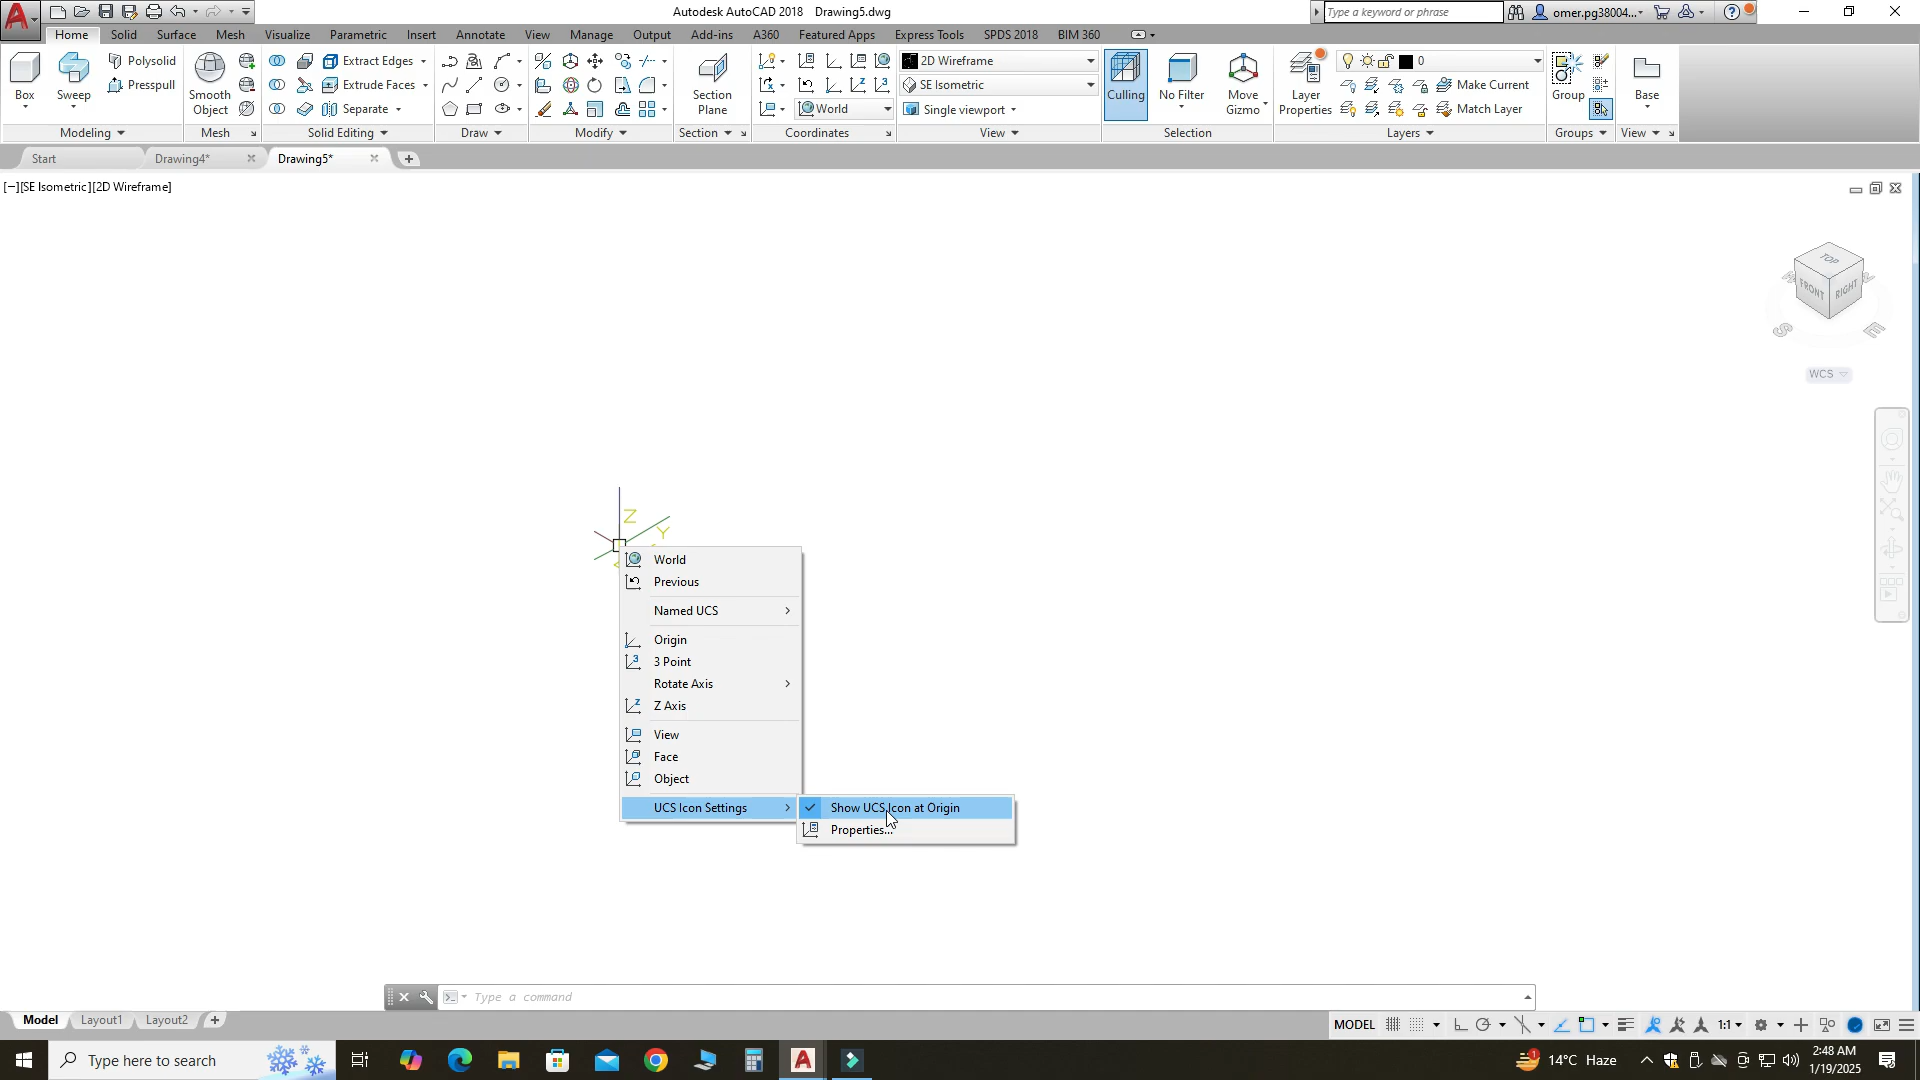 Autodesk AutoCAD 2018 Drawing5.dwg
Type a keyword or phrase
omer.pg38004...
Home Solid Surface Mesh Visualize Parametric Insert Annotate View Manage Output Add-ins A360 Featured Apps Express Tools SPDS 2018 BIM 360
Box
Sweep
Polysolid
Presspull
Smooth Object
Extract Edges
Extrude Faces
Separate
Section Plane
World
2D Wireframe
SE Isometric
Single viewport
Culling
No Filter
Move Gizmo
Layer Properties
0
Make Current
Match Layer
Group
Base
Modeling Mesh Solid Editing Draw Modify Section Coordinates View Selection Layers Groups View
Start Drawing4* Drawing5*
[−][SE Isometric][2D Wireframe]
TOP
FRONT
RIGHT
S
E
WCS
Z
Y
World
Previous
Named UCS
Origin
3 Point
Rotate Axis
Z Axis
View
Face
Object
UCS Icon Settings
Show UCS Icon at Origin
Properties...
Type a command
Model Layout1 Layout2
MODEL
1:1
Type here to search
14°C Haze
2:48 AM
1/19/2025